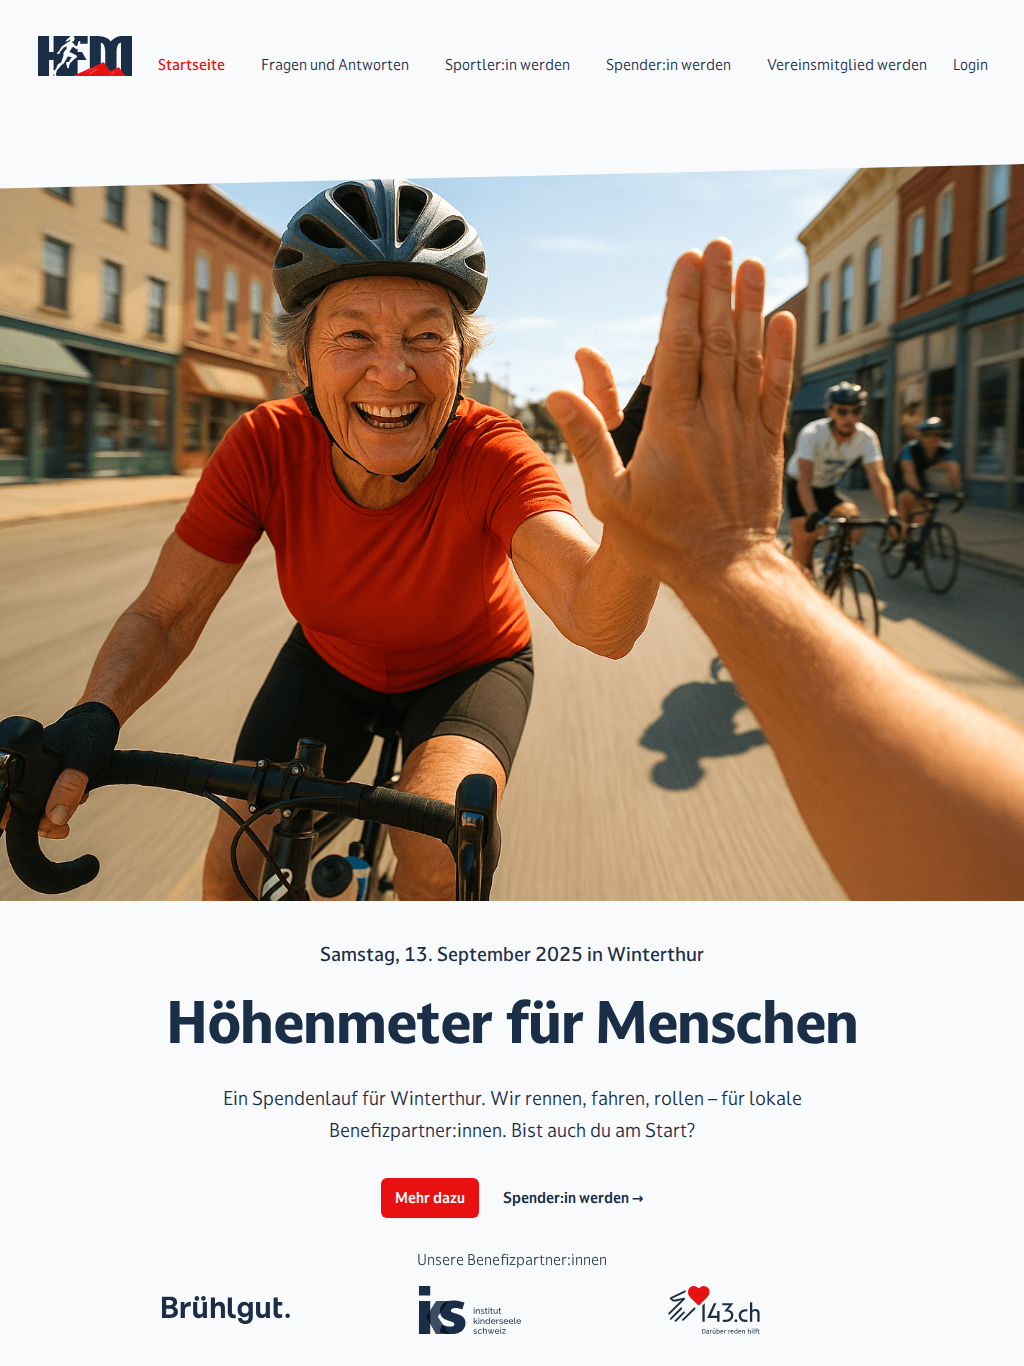 HFM
Startseite
Fragen und Antworten
Sportler:in werden
Spender:in werden
Vereinsmitglied werden
Login
Samstag, 13. September 2025 in Winterthur
Höhenmeter für Menschen
Ein Spendenlauf für Winterthur. Wir rennen, fahren, rollen – für lokale
Benefizpartner:innen. Bist auch du am Start?
Mehr dazu
Spender:in werden →
Unsere Benefizpartner:innen
Brühlgut.
iks
institut
kinderseele
schweiz
143.ch
Darüber reden hilft